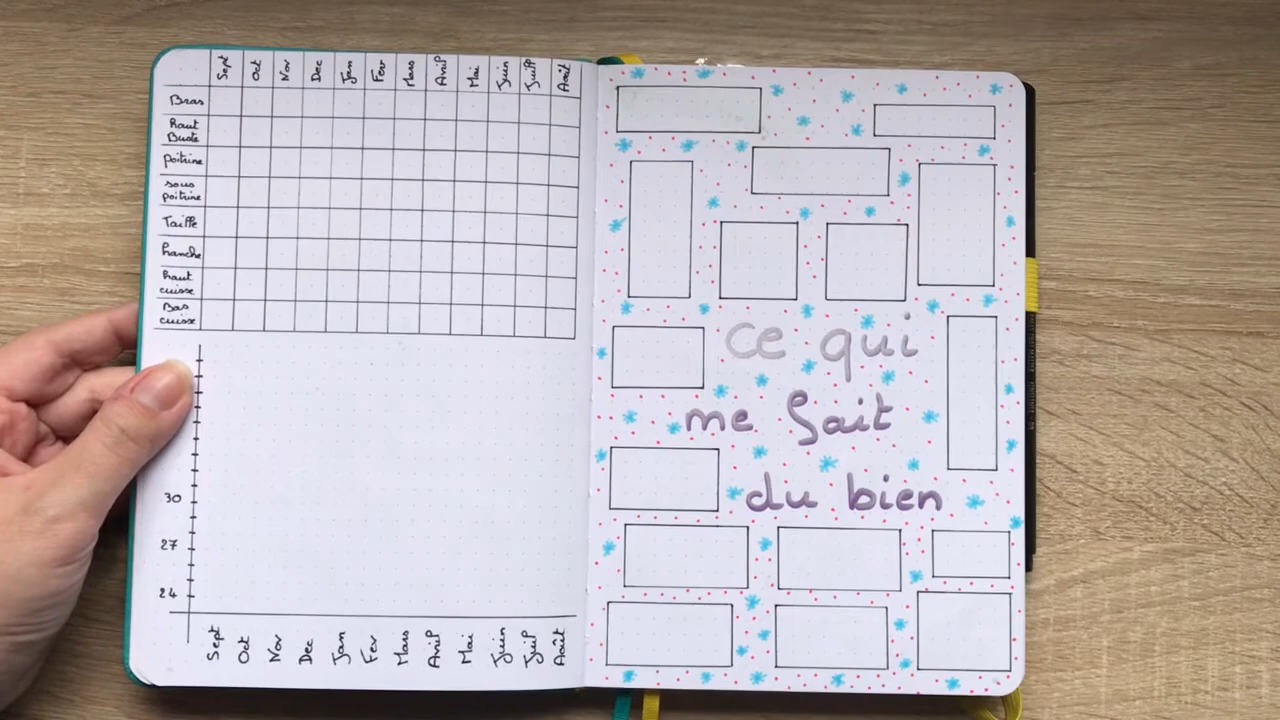 Sept Oct Nov Dec Jan Fev Mars Avril Mai Juin Juil Août
Bras
haut
Buste
poitrine
sous
poitrine
Taille
hanche
haut
cuisse
Bas
cuisse
30
27
24
Sept Oct Nov Dec Jan Fev Mars Avril Mai Juin Juil Août
ce qui
me fait
du bien